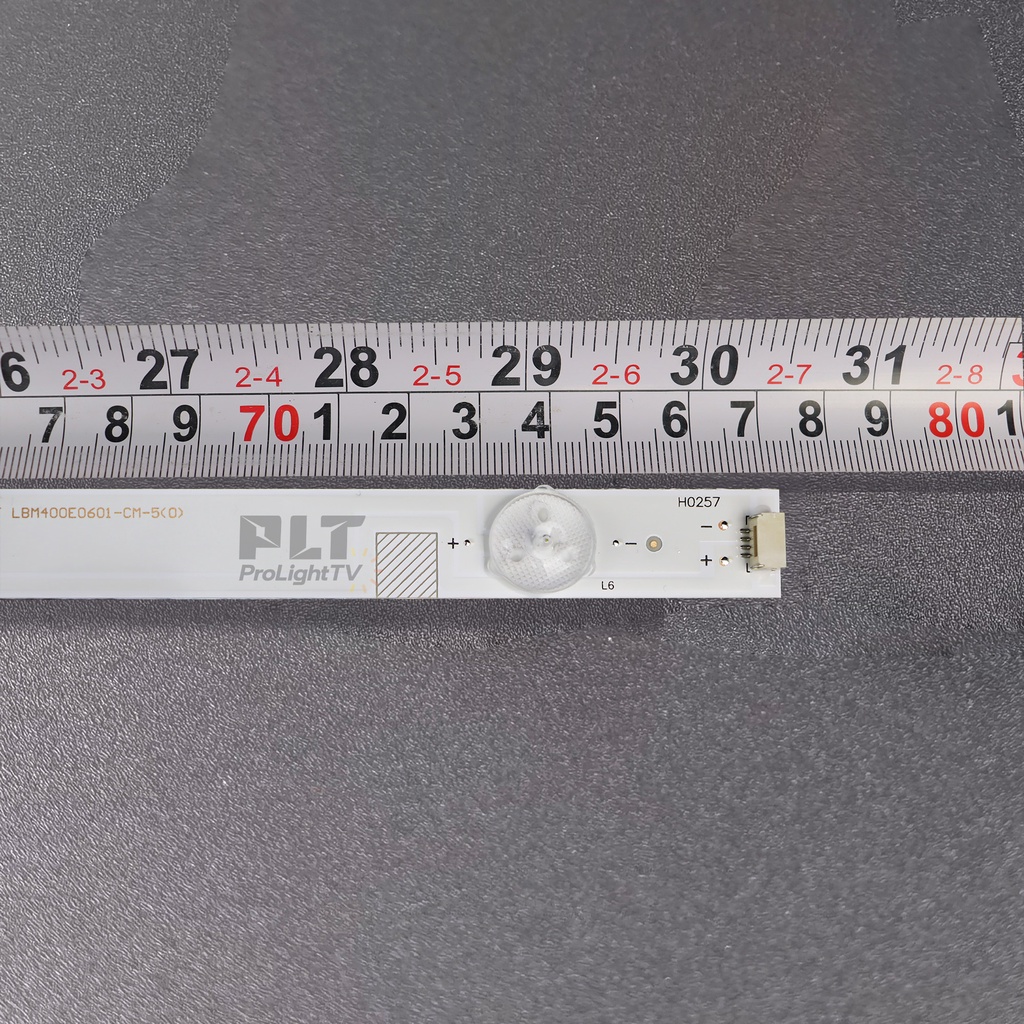 6 2-3 27 2-4 28 2-5 29 2-6 30 2-7 31 2-8
7 8 9 70 1 2 3 4 5 6 7 8 9 80 1
LBM400E0601-CM-5(0)
PLT
ProLightTV
+
-
H0257
-
+
L6